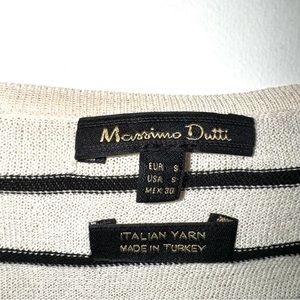 Massimo Dutti
EUR S
USA S
MEX 30
ITALIAN YARN
MADE IN TURKEY